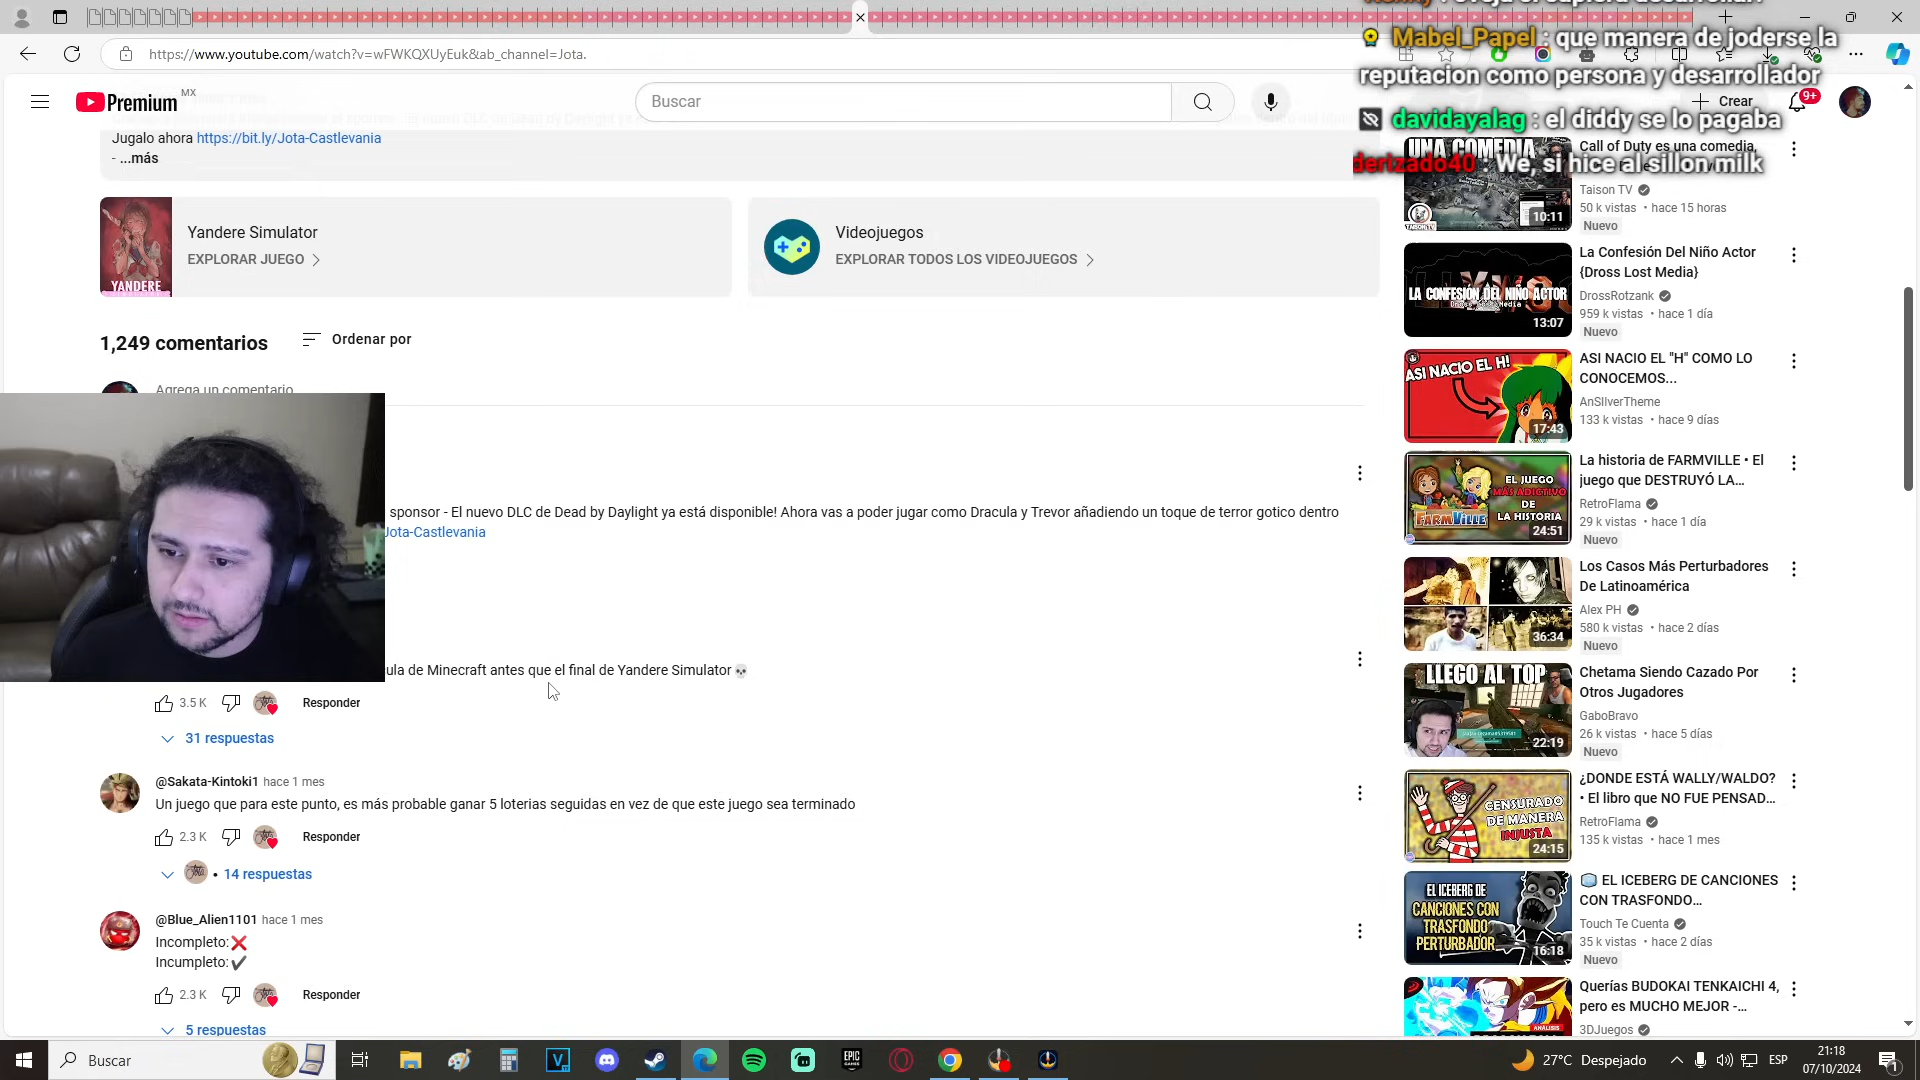 https://www.youtube.com/watch?v=wFWKQXUyEuk&ab_channel=Jota.
Mabel_Papel : que manera de joderse la
reputacion como persona y desarrollador
davidayalag : el diddy se lo pagaba
derizado40 : We, si hice al sillon milk
Premium MX
Buscar
Crear
9+
Jugalo ahora https://bit.ly/Jota-Castlevania
- ...más
YANDERE
Yandere Simulator
EXPLORAR JUEGO
Videojuegos
EXPLORAR TODOS LOS VIDEOJUEGOS
1,249 comentarios
Ordenar por
Agrega un comentario
sponsor - El nuevo DLC de Dead by Daylight ya está disponible! Ahora vas a poder jugar como Dracula y Trevor añadiendo un toque de terror gotico dentro
Jota-Castlevania
ula de Minecraft antes que el final de Yandere Simulator
3.5 K
Responder
31 respuestas
@Sakata-Kintoki1 hace 1 mes
Un juego que para este punto, es más probable ganar 5 loterias seguidas en vez de que este juego sea terminado
2.3 K
Responder
• 14 respuestas
@Blue_Alien1101 hace 1 mes
Incompleto:❌
Incumpleto:✔
2.3 K
Responder
5 respuestas
UNA COMEDIA
10:11
Call of Duty es una comedia,
Taison TV
50 k vistas • hace 15 horas
Nuevo
LA CONFESIÓN DEL NIÑO ACTOR
13:07
La Confesión Del Niño Actor
{Dross Lost Media}
DrossRotzank
959 k vistas • hace 1 día
Nuevo
ASI NACIO EL H!
17:43
ASI NACIO EL "H" COMO LO
CONOCEMOS...
AnSIlverTheme
133 k vistas • hace 9 días
EL JUEGO
MÁS ADICTIVO
DE
LA HISTORIA
FARMVILLE
24:51
La historia de FARMVILLE • El
juego que DESTRUYÓ LA...
RetroFlama
29 k vistas • hace 1 día
Nuevo
36:34
Los Casos Más Perturbadores
De Latinoamérica
Alex PH
580 k vistas • hace 2 días
Nuevo
LLEGO AL TOP
22:19
Chetama Siendo Cazado Por
Otros Jugadores
GaboBravo
26 k vistas • hace 5 días
Nuevo
CENSURADO
DE MANERA
INJUSTA
24:15
¿DONDE ESTÁ WALLY/WALDO?
• El libro que NO FUE PENSAD...
RetroFlama
135 k vistas • hace 1 mes
EL ICEBERG DE
CANCIONES CON
TRASFONDO
PERTURBADOR
16:18
EL ICEBERG DE CANCIONES
CON TRASFONDO...
Touch Te Cuenta
35 k vistas • hace 2 días
Nuevo
ANÁLISIS
Querías BUDOKAI TENKAICHI 4,
pero es MUCHO MEJOR -...
3DJuegos
Buscar
EPIC
27°C Despejado
ESP
21:18
07/10/2024
1